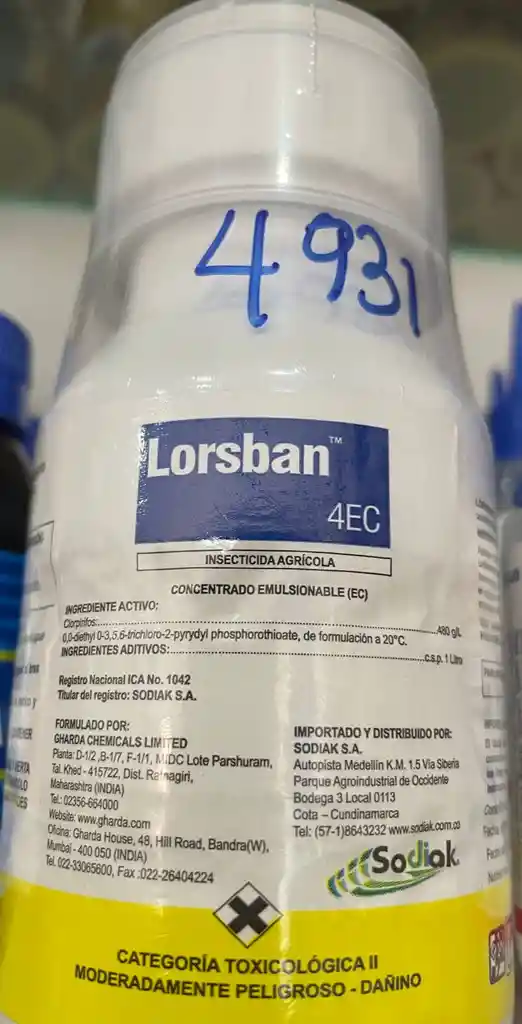 4931
Lorsban™
4EC
INSECTICIDA AGRÍCOLA
CONCENTRADO EMULSIONABLE (EC)
INGREDIENTE ACTIVO:
Clorpirifos:......480 g/L
0,0-diethyl 0-3,5,6-trichloro-2-pyrydyl phosphorothioate, de formulación a 20°C.
INGREDIENTES ADITIVOS:......c.s.p. 1 Litro
Registro Nacional ICA No. 1042
Titular del registro: SODIAK S.A.
FORMULADO POR:
GHARDA CHEMICALS LIMITED
Planta: D-1/2 ,B-1/7, F-1/1, MIDC Lote Parshuram,
Tal. Khed - 415722, Dist. Ratnagiri,
Maharashtra (INDIA)
Tel.: 02356-664000
Website: www.gharda.com
Oficina: Gharda House, 48, Hill Road, Bandra(W),
Mumbai - 400 050 (INDIA)
Tel. 022-33065600, Fax :022-26404224
IMPORTADO Y DISTRIBUIDO POR:
SODIAK S.A.
Autopista Medellín K.M. 1.5 Via Siberia
Parque Agroindustrial de Occidente
Bodega 3 Local 0113
Cota – Cundinamarca
Tel: (57-1)8643232 www.sodiak.com.co
Sodiak.
CATEGORÍA TOXICOLÓGICA II
MODERADAMENTE PELIGROSO - DAÑINO